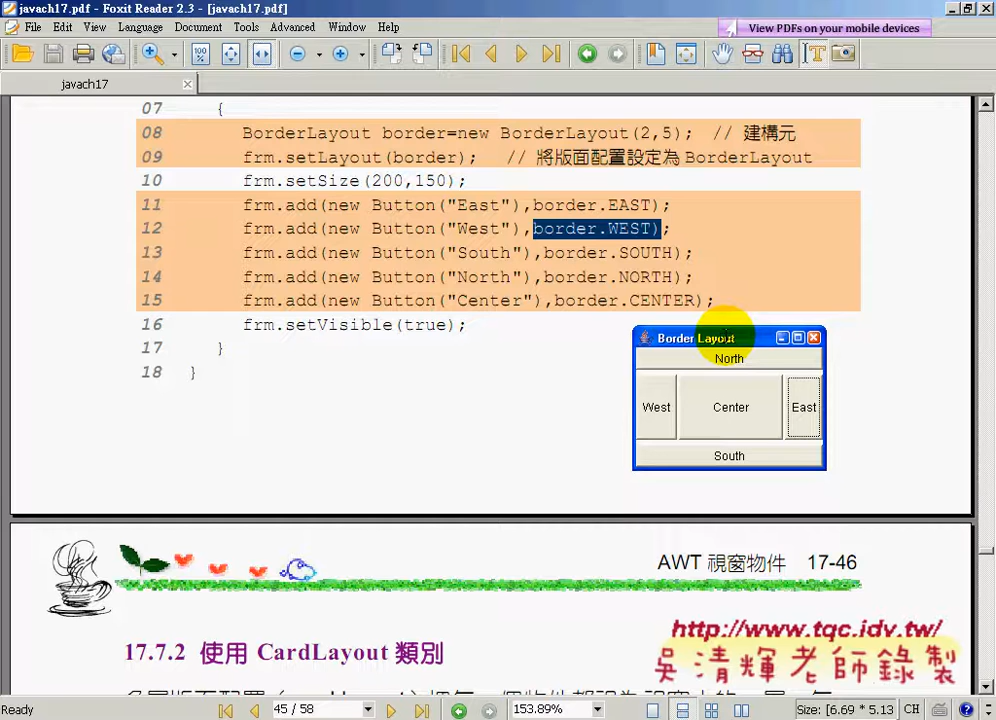 javach17.pdf - Foxit Reader 2.3 - [javach17.pdf]
File Edit View Language Document Tools Advanced Window Help
View PDFs on your mobile devices
javach17
07 {
08 BorderLayout border=new BorderLayout(2,5); // 建構元
09 frm.setLayout(border); // 將版面配置設定為 BorderLayout
10 frm.setSize(200,150);
11 frm.add(new Button("East"),border.EAST);
12 frm.add(new Button("West"),border.WEST);
13 frm.add(new Button("South"),border.SOUTH);
14 frm.add(new Button("North"),border.NORTH);
15 frm.add(new Button("Center"),border.CENTER);
16 frm.setVisible(true);
17 }
18 }
Border Layout
North
West Center East
South
AWT 視窗物件 17-46
http://www.tqc.idv.tw/
17.7.2 使用 CardLayout 類別
吳清輝老師錄製
Ready 45 / 58 153.89% Size: [6.69 * 5.13 CH